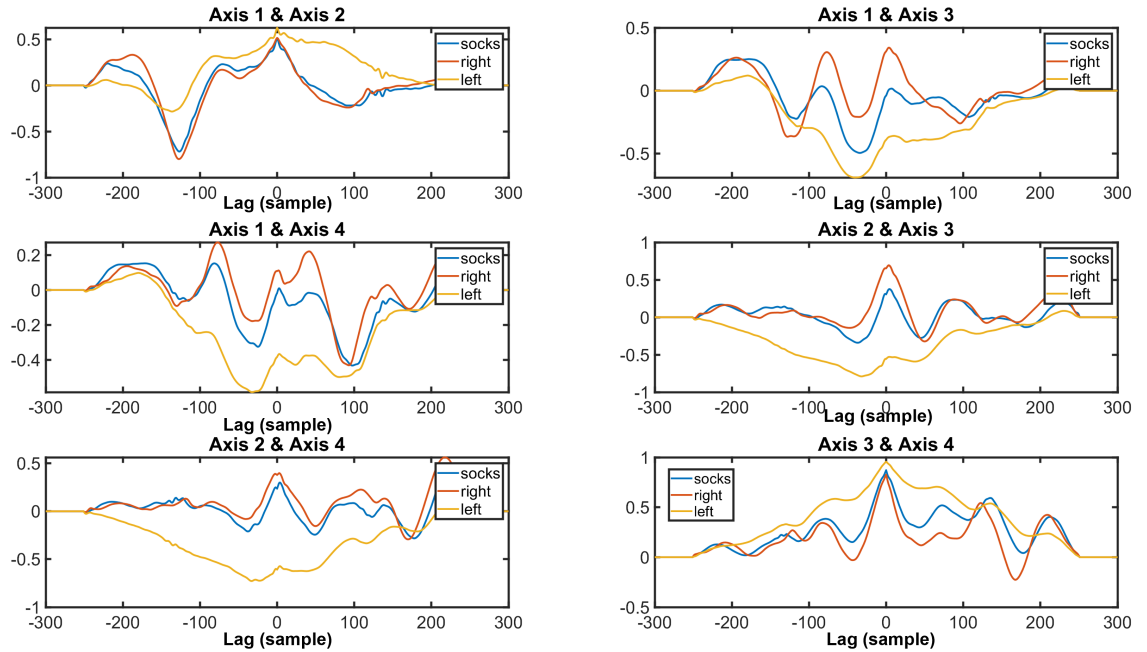 Axis 1 & Axis 2
0.5
0
-0.5
-1
-300 -200 -100 0 100 200 300
Lag (sample)
socks
right
left
Axis 1 & Axis 3
0.5
0
-0.5
-300 -200 -100 0 100 200 300
Lag (sample)
socks
right
left
Axis 1 & Axis 4
0.2
0
-0.2
-0.4
-300 -200 -100 0 100 200 300
Lag (sample)
socks
right
left
Axis 2 & Axis 3
1
0.5
0
-0.5
-1
-300 -200 -100 0 100 200 300
Lag (sample)
socks
right
left
Axis 2 & Axis 4
0.5
0
-0.5
-1
-300 -200 -100 0 100 200 300
Lag (sample)
socks
right
left
Axis 3 & Axis 4
1
0.5
0
-0.5
-300 -200 -100 0 100 200 300
Lag (sample)
socks
right
left